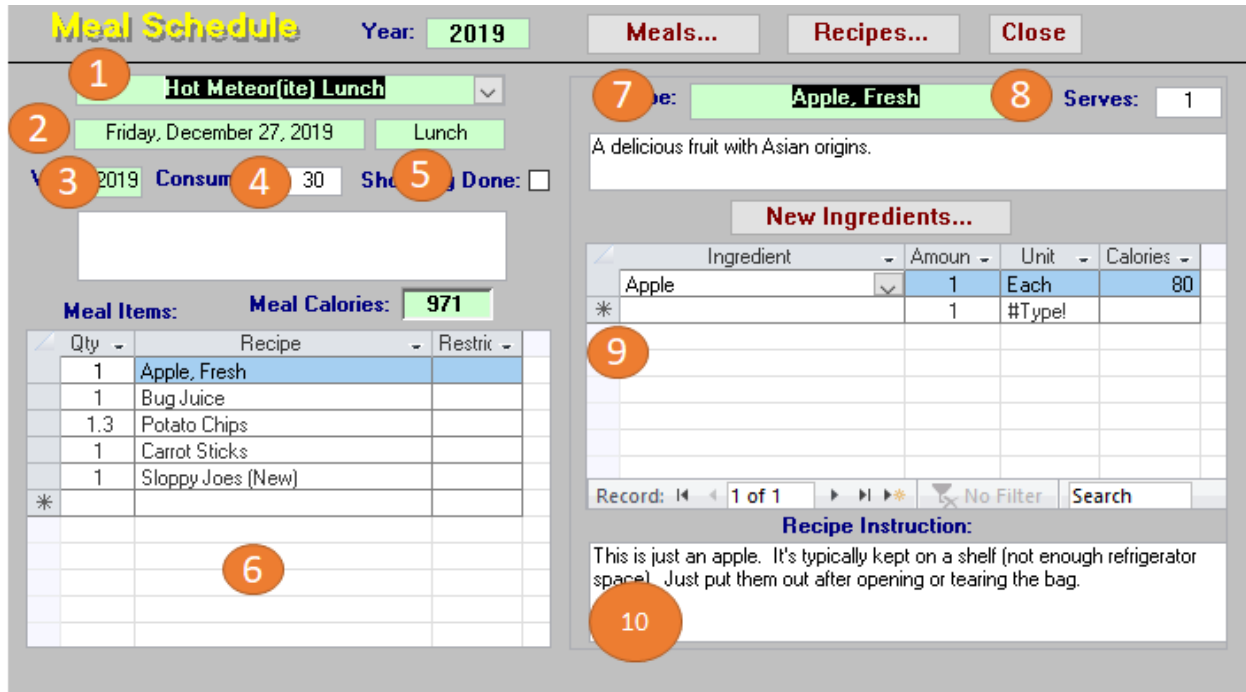 Meal Schedule Year: 2019 Meals... Recipes... Close
1 Hot Meteor(ite) Lunch
2 Friday, December 27, 2019 Lunch
3 2019 4 30 5 Done:
Meal Calories: 971
Meal Items:
Qty Recipe Restric
1 Apple, Fresh
1 Bug Juice
1.3 Potato Chips
1 Carrot Sticks
1 Sloppy Joes (New)
6
7 Apple, Fresh 8 Serves: 1
A delicious fruit with Asian origins.
New Ingredients...
Ingredient Amoun Unit Calories
Apple 1 Each 80
1 #Type!
9
Record: 1 of 1 No Filter Search
Recipe Instruction:
This is just an apple. It's typically kept on a shelf (not enough refrigerator
space). Just put them out after opening or tearing the bag.
10